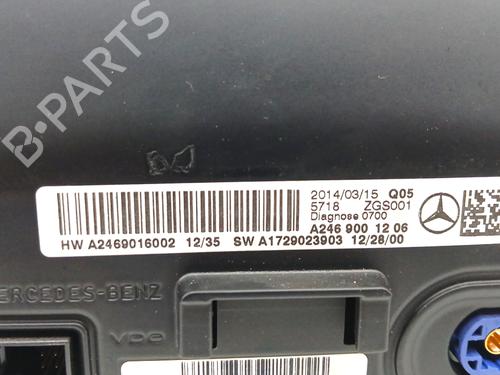 2014/03/15 Q05
5718 ZGS001
Diagnose 0700
A246 900 12 06
HW A2469016002 12/35 SW A1729023903 12/28/00
ERCEDES-BENZ
VDO